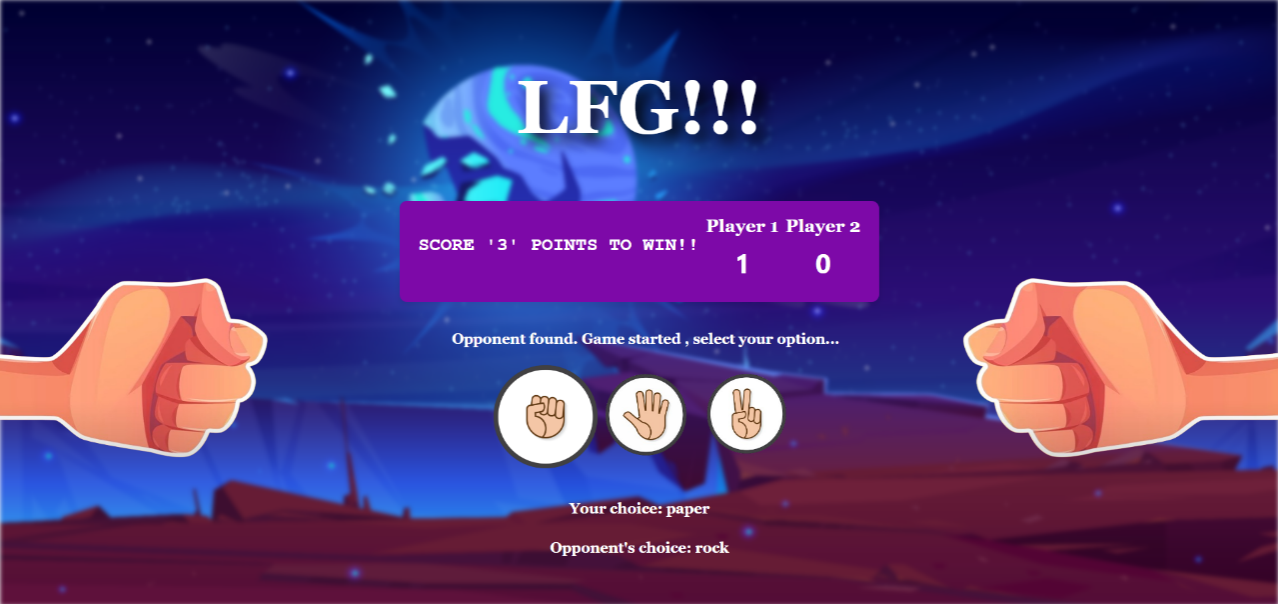 LFG!!!
SCORE '3' POINTS TO WIN!!
Player 1 Player 2
1 0
Opponent found. Game started , select your option...
Your choice: paper
Opponent's choice: rock